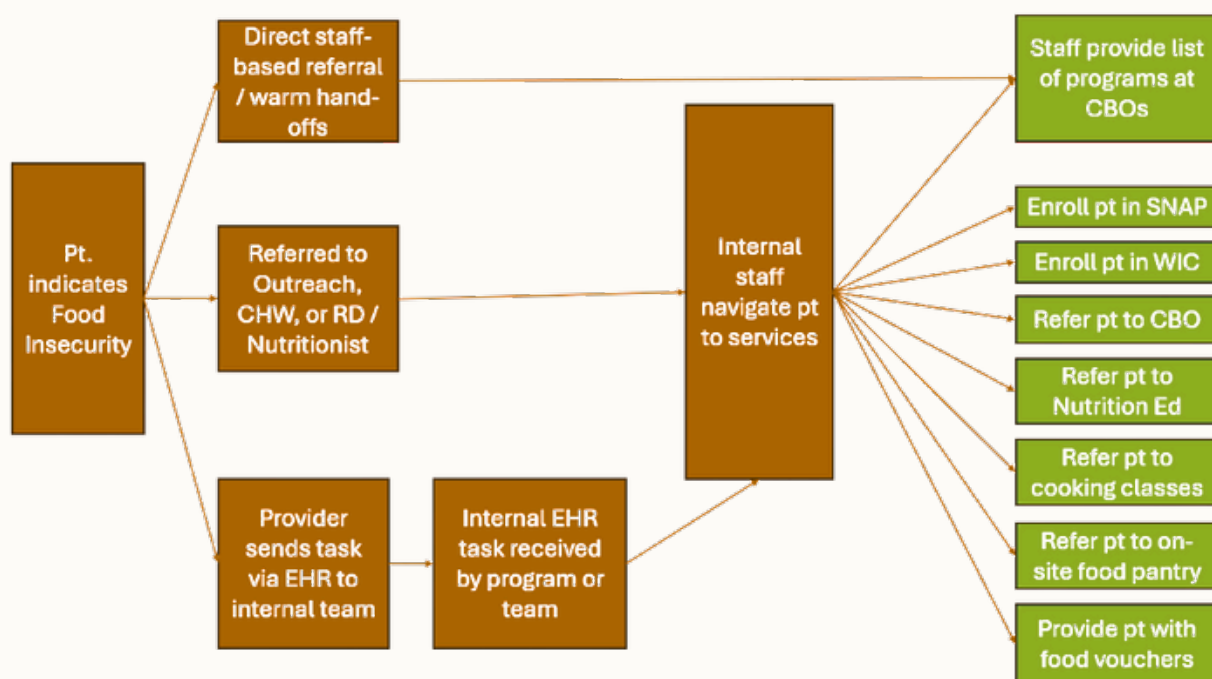 Direct staff-
based referral
/ warm hand-
offs
Staff provide list
of programs at
CBOs
Pt.
indicates
Food
Insecurity
Referred to
Outreach,
CHW, or RD /
Nutritionist
Internal
staff
navigate pt
to services
Enroll pt in SNAP
Enroll pt in WIC
Refer pt to CBO
Refer pt to
Nutrition Ed
Refer pt to
cooking classes
Refer pt to on-
site food pantry
Provide pt with
food vouchers
Provider
sends task
via EHR to
internal team
Internal EHR
task received
by program or
team